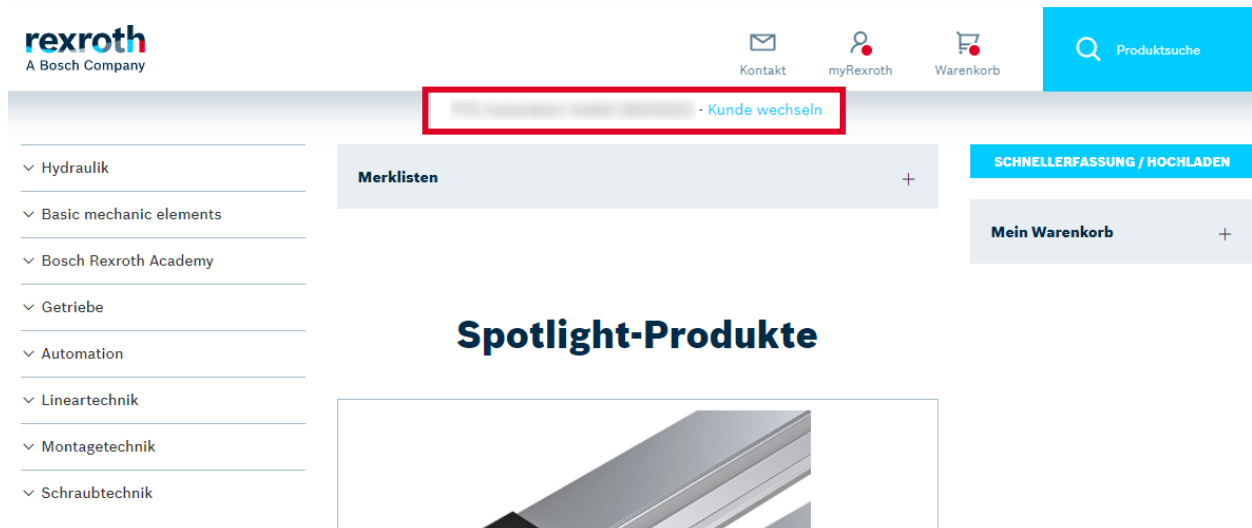 rexroth
A Bosch Company
Kontakt
myRexroth
Warenkorb
Produktsuche
- Kunde wechseln
Hydraulik
Basic mechanic elements
Bosch Rexroth Academy
Getriebe
Automation
Lineartechnik
Montagetechnik
Schraubtechnik
Merklisten
Spotlight-Produkte
SCHNELLERFASSUNG / HOCHLADEN
Mein Warenkorb